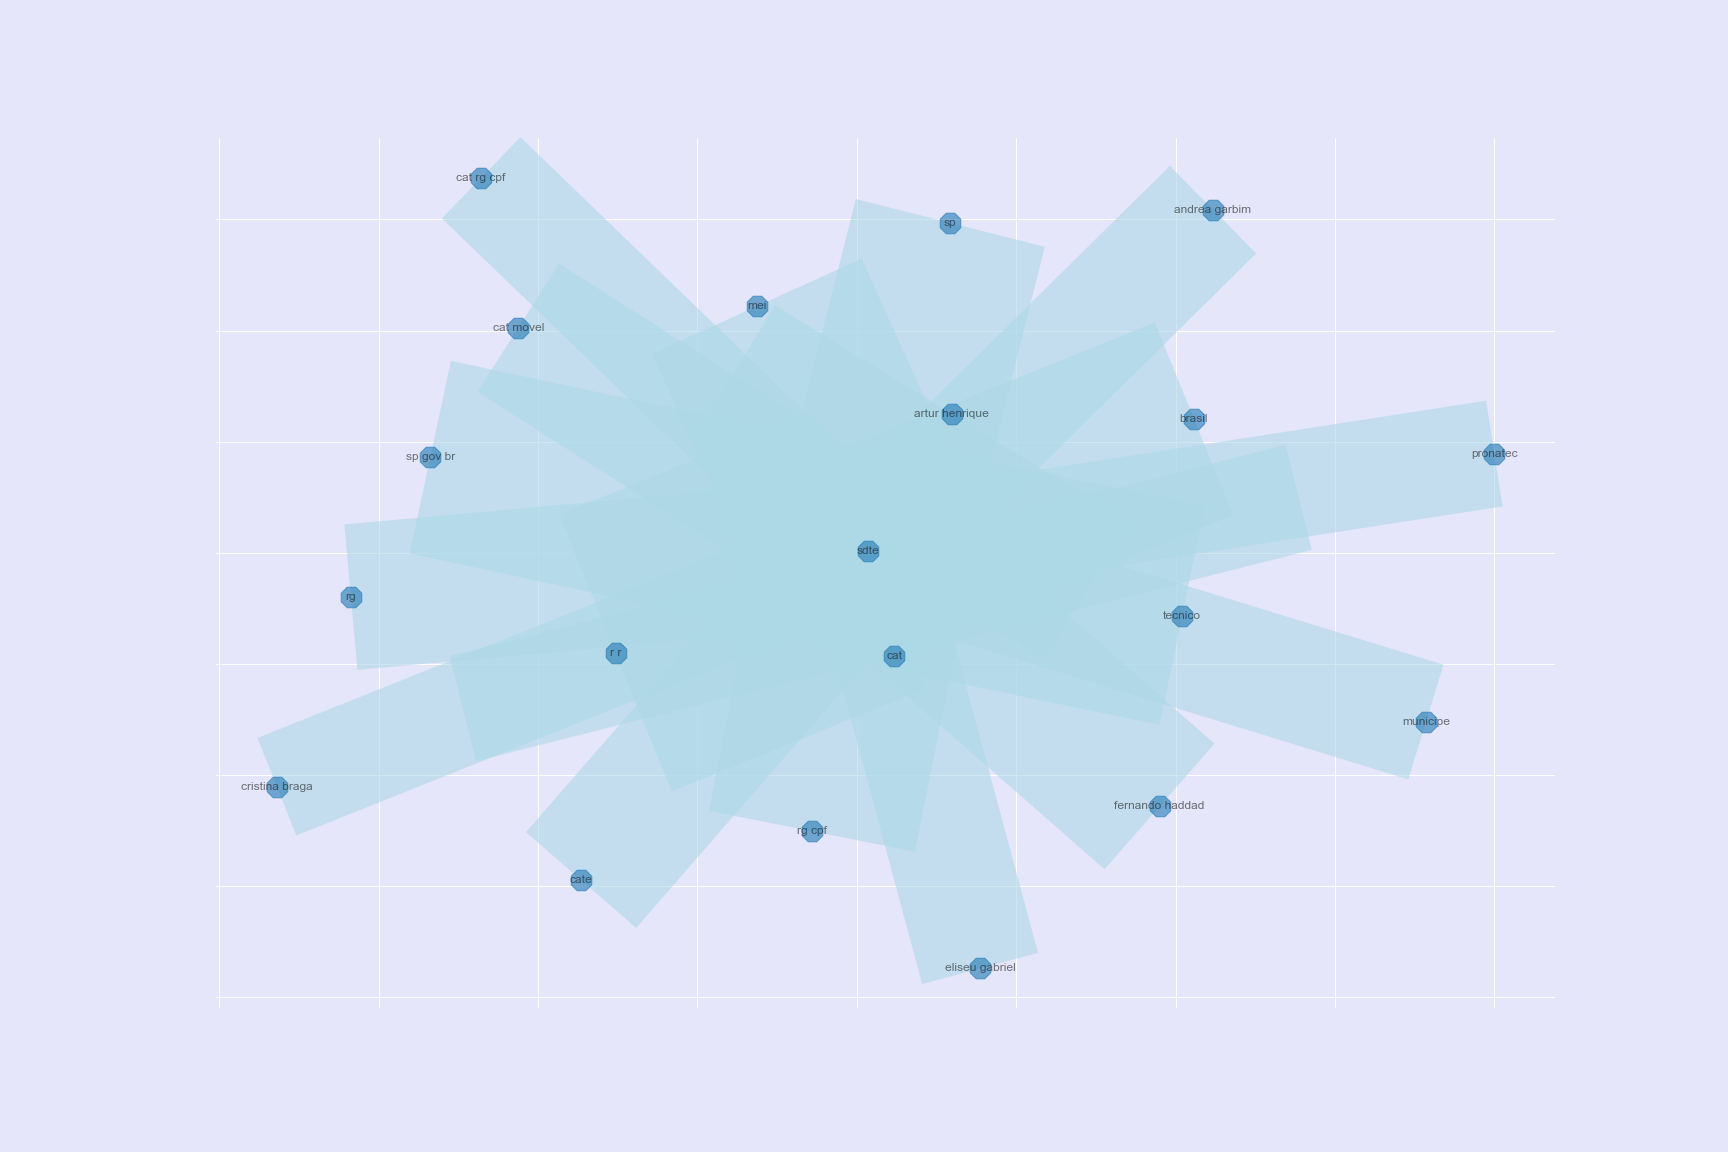 cat rg cpf
andrea garbim
sp
mei
cat movel
artur henrique
brasil
sp gov br
pronatec
sdte
rg
tecnico
r r
cat
municipe
cristina braga
fernando haddad
rg cpf
cate
eliseu gabriel